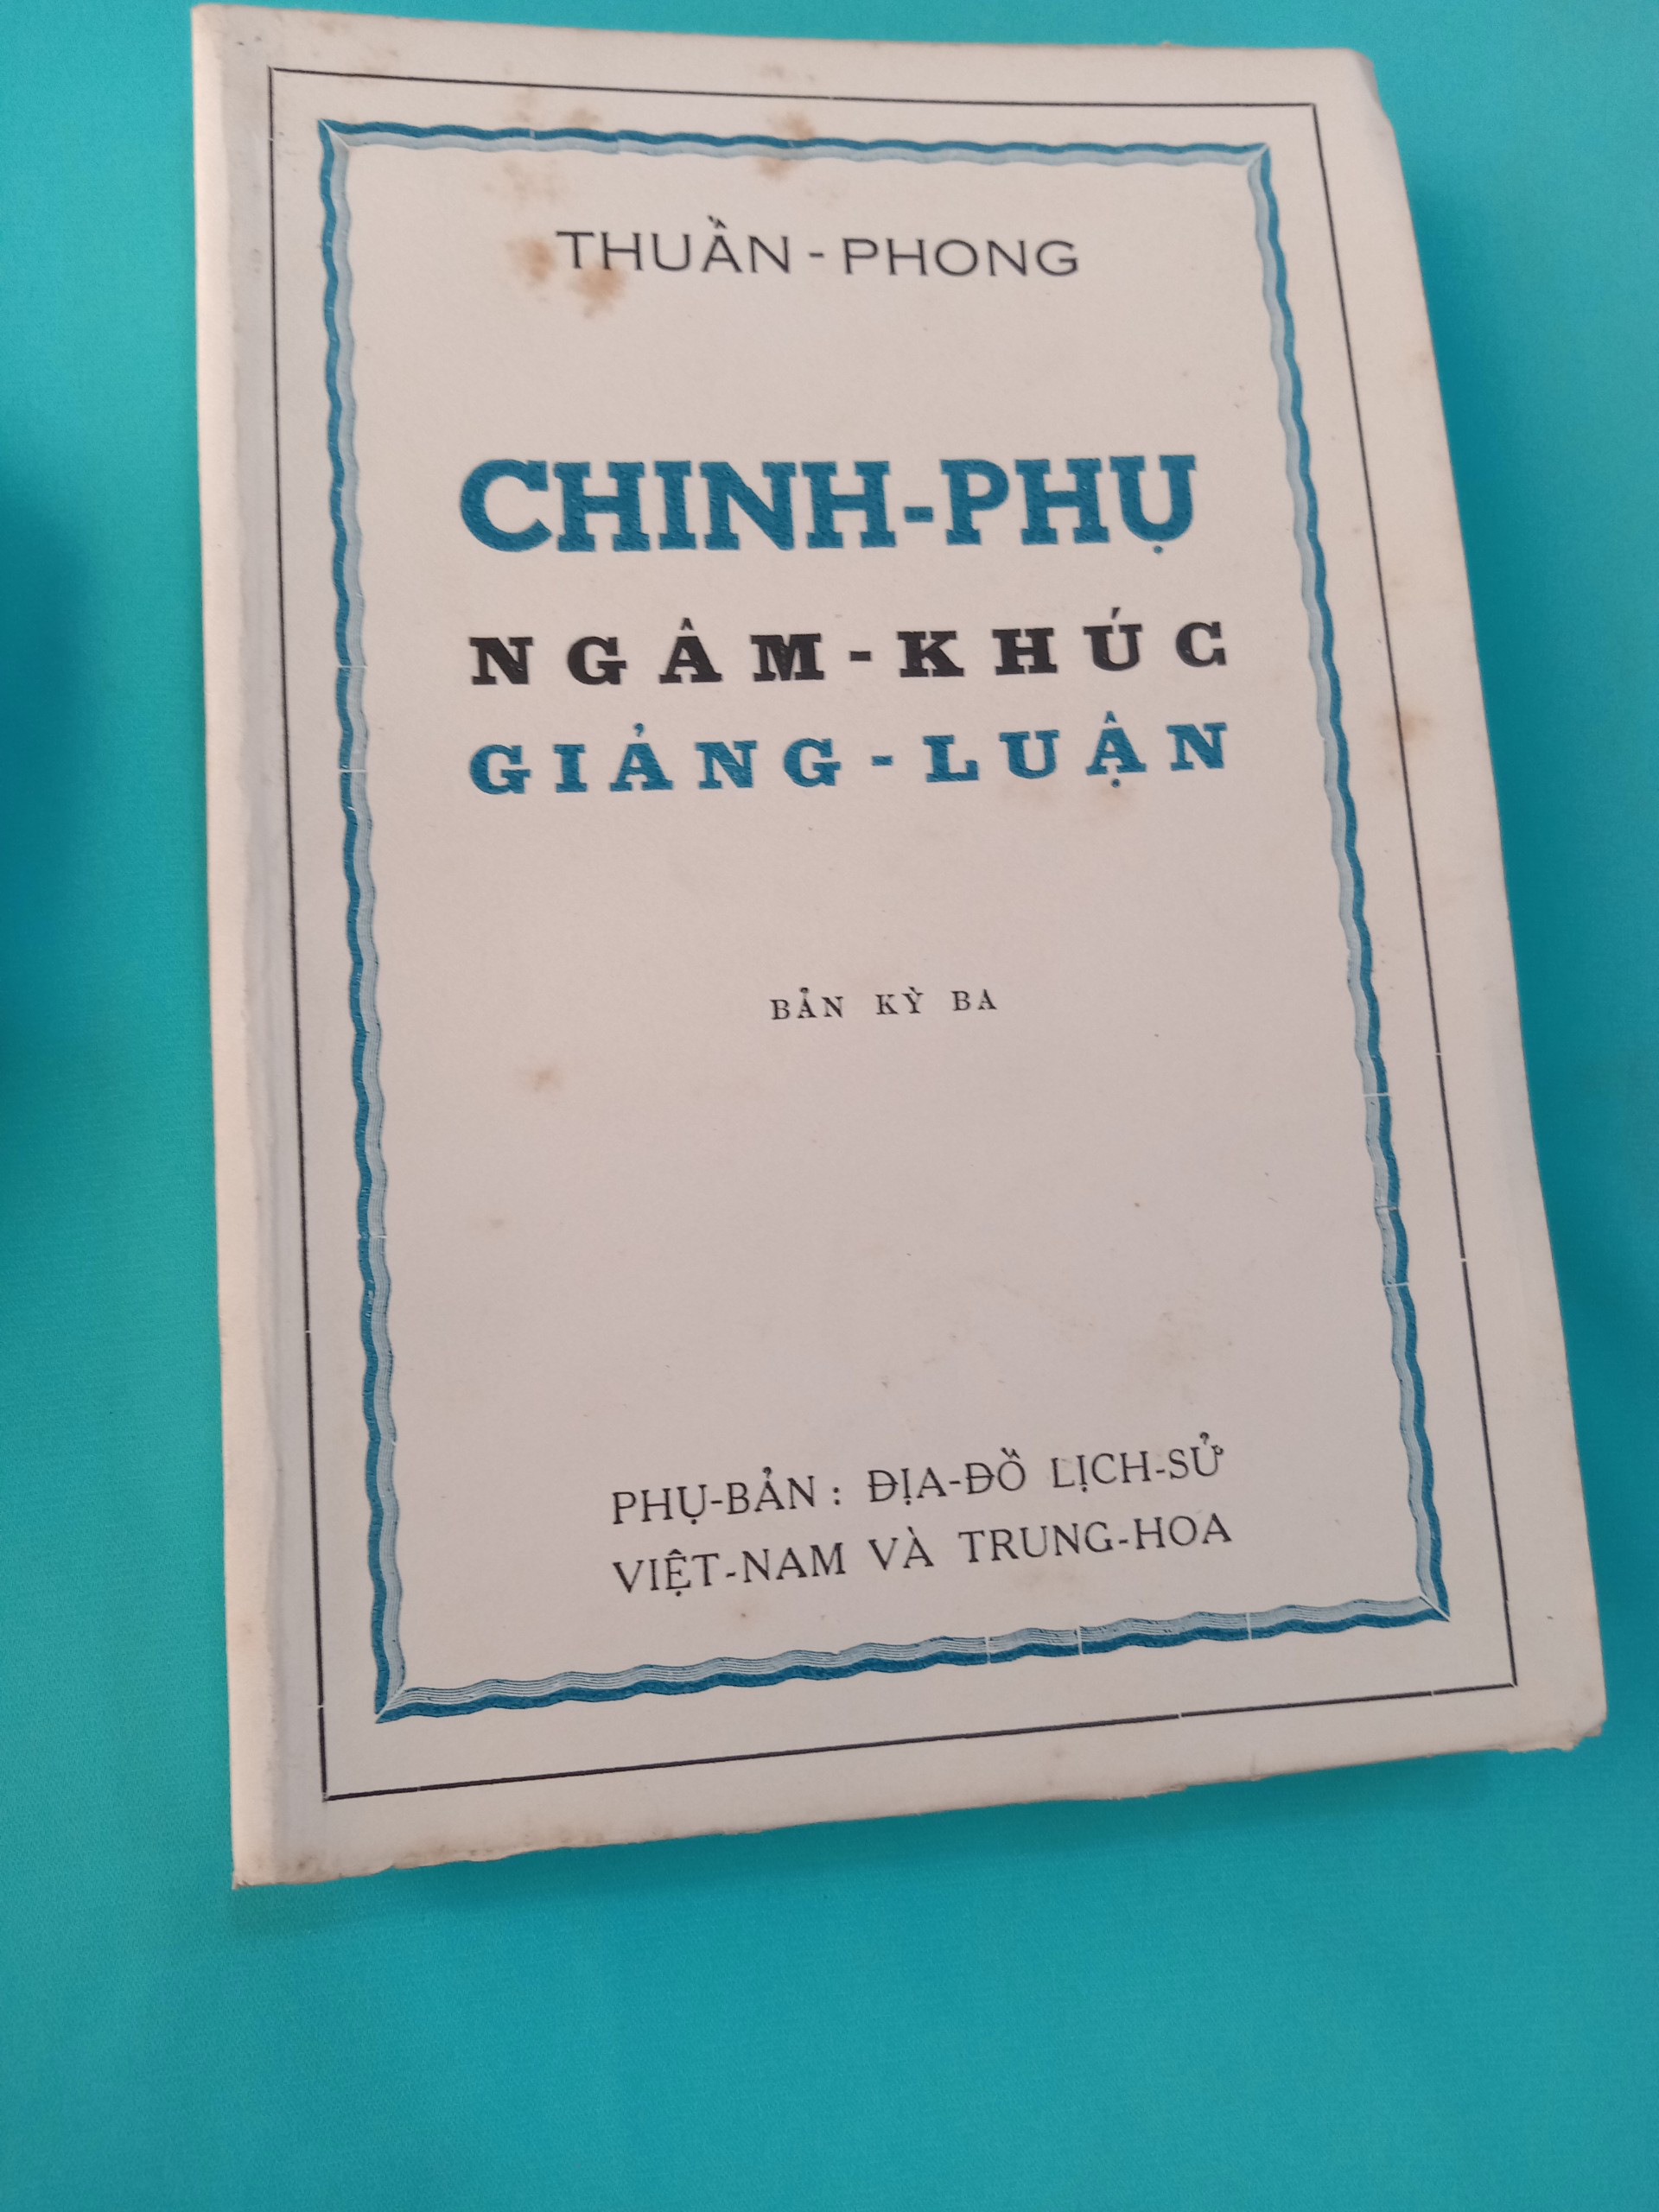 THUẦN - PHONG
CHINH-PHỤ
NGÂM-KHÚC
GIẢNG-LUẬN
BẢN KỲ BA
PHỤ-BẢN : ĐỊA-ĐỒ LỊCH-SỬ
VIỆT-NAM VÀ TRUNG-HOA